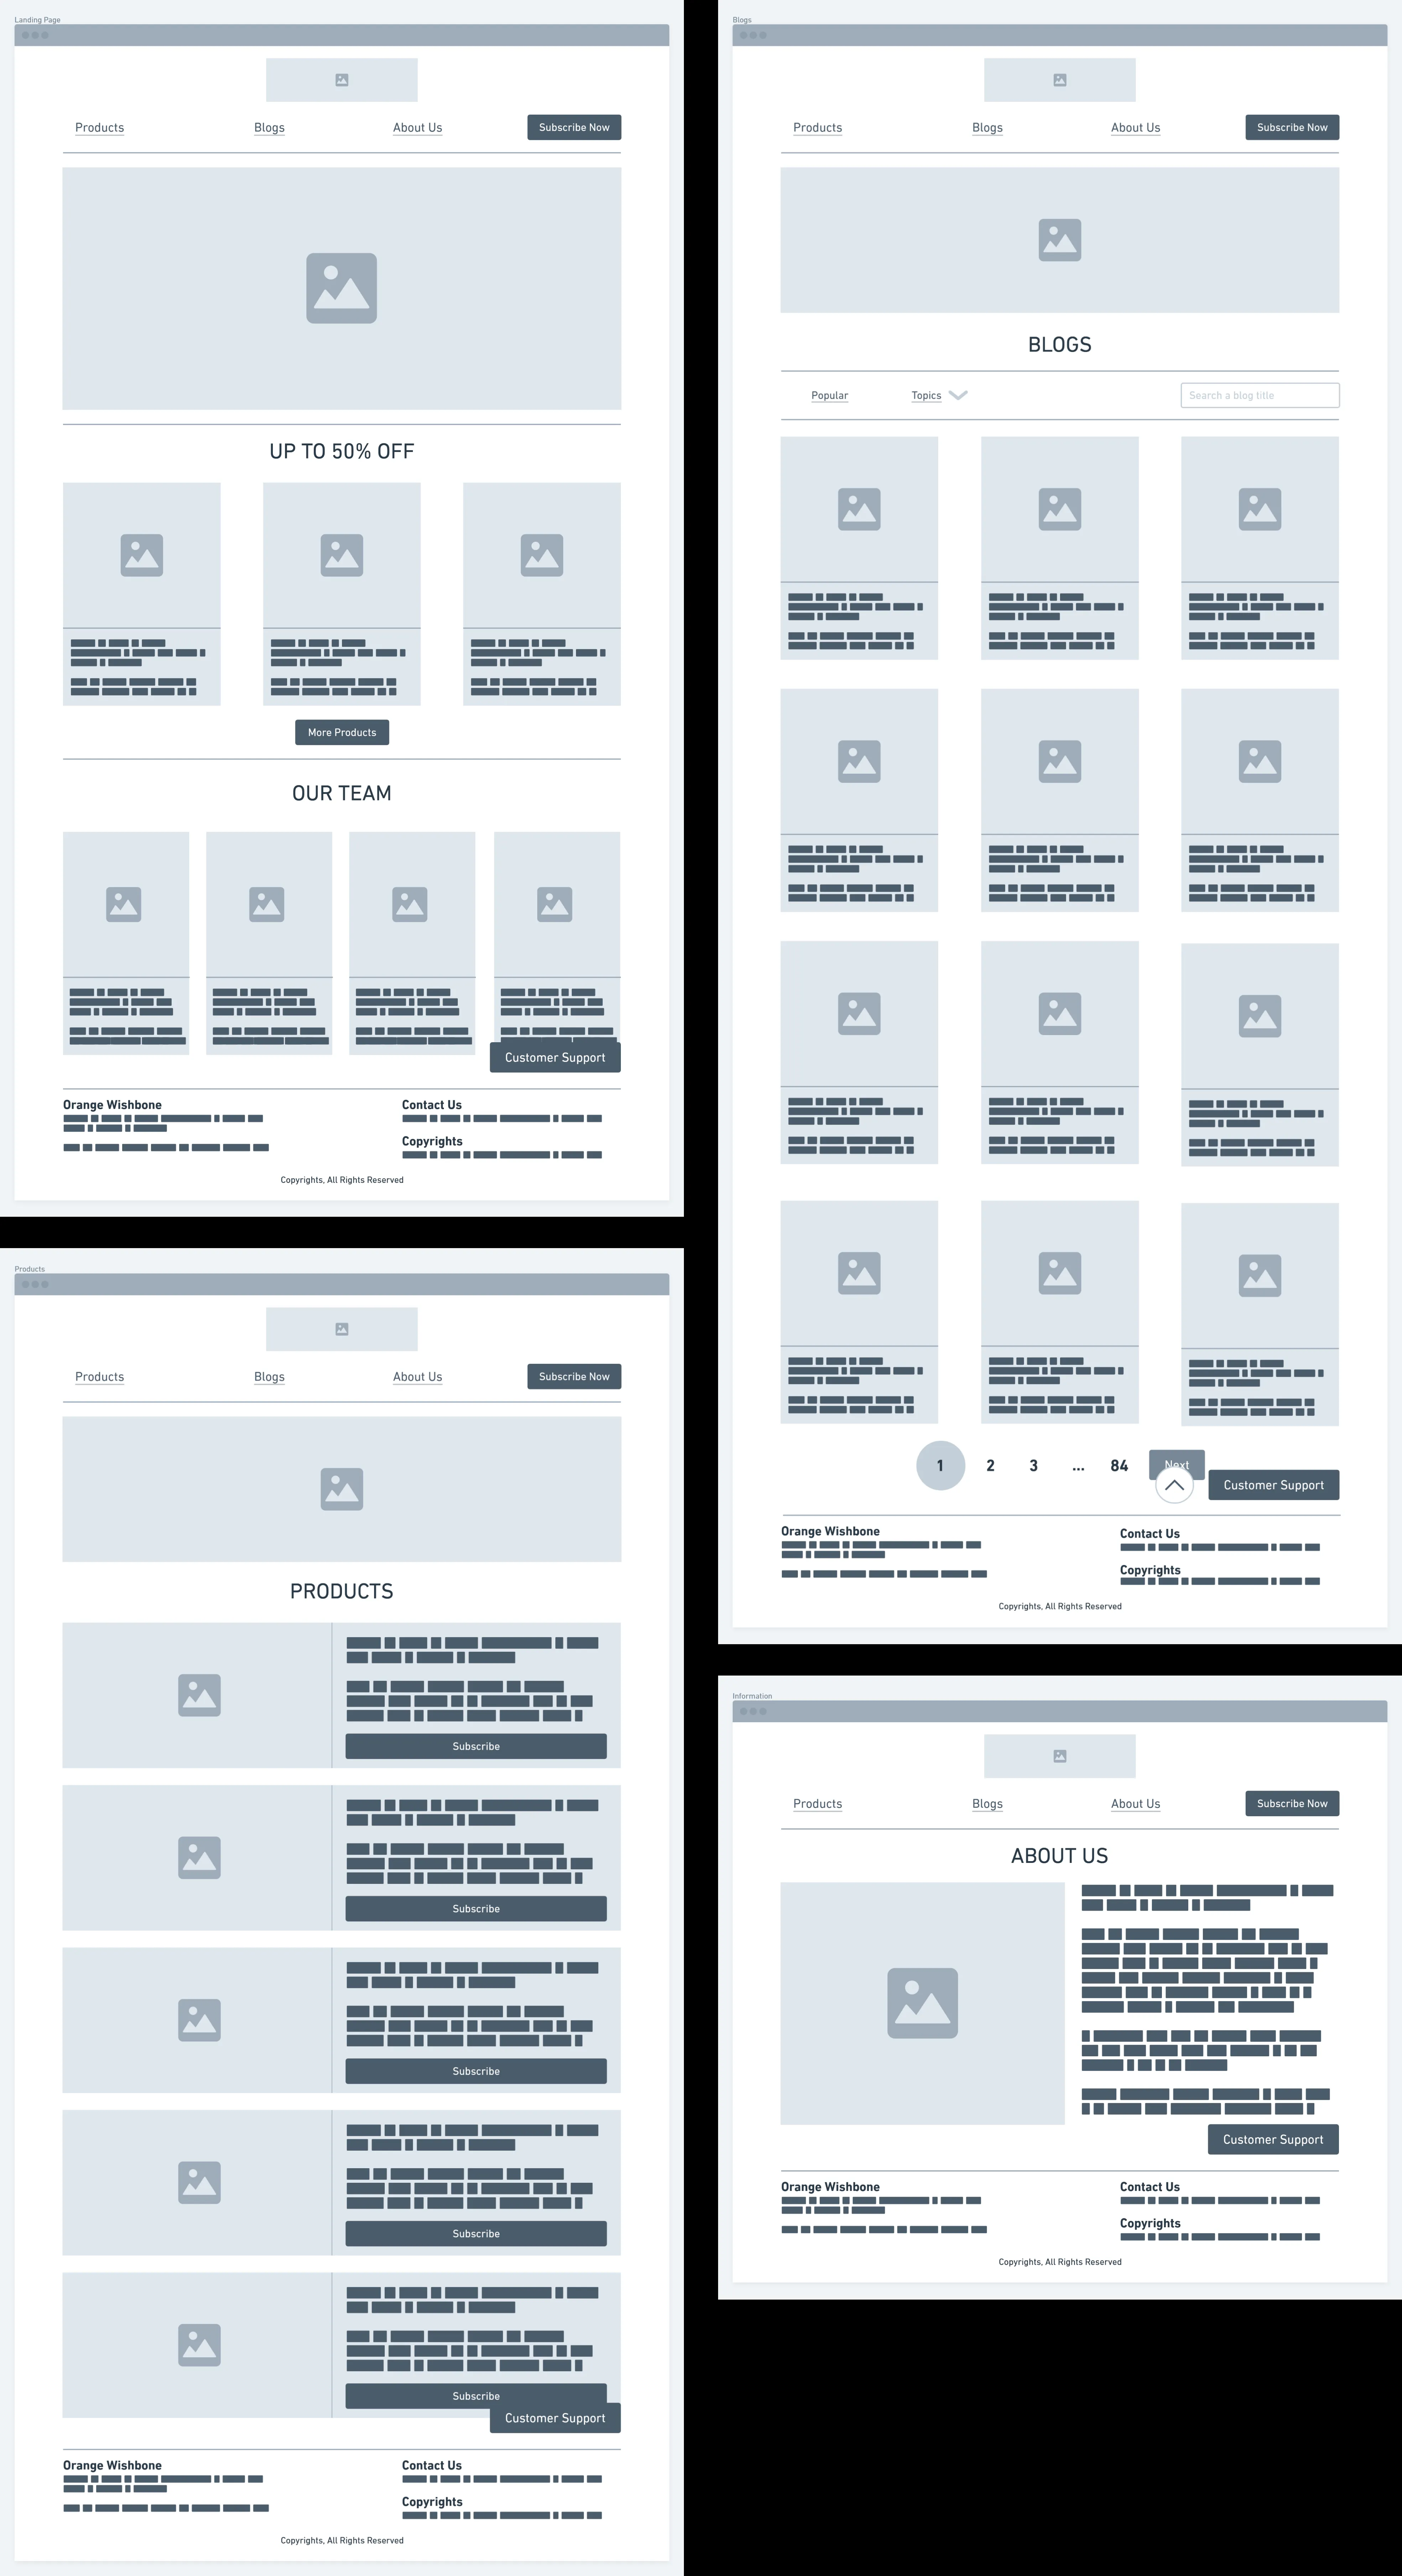 Landing Page
Products Blogs About Us Subscribe Now
UP TO 50% OFF
More Products
OUR TEAM
Customer Support
Orange Wishbone
Contact Us
Copyrights
Copyrights, All Rights Reserved
Products
Products Blogs About Us Subscribe Now
PRODUCTS
Subscribe
Subscribe
Subscribe
Subscribe
Subscribe
Customer Support
Orange Wishbone
Contact Us
Copyrights
Copyrights, All Rights Reserved
Blogs
Products Blogs About Us Subscribe Now
BLOGS
Popular Topics Search a blog title
1 2 3 ... 84 Next
Customer Support
Orange Wishbone
Contact Us
Copyrights
Copyrights, All Rights Reserved
Information
Products Blogs About Us Subscribe Now
ABOUT US
Customer Support
Orange Wishbone
Contact Us
Copyrights
Copyrights, All Rights Reserved